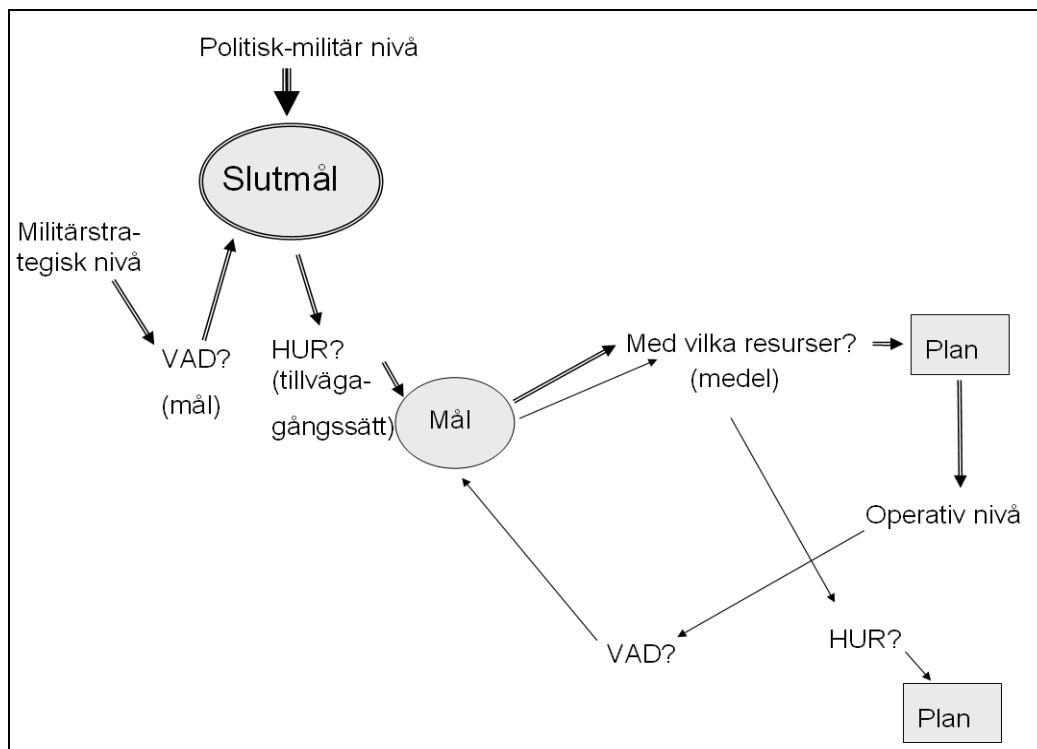 Politisk-militär nivå
Slutmål
Militärstra-
tegisk nivå
VAD?
(mål)
HUR?
(tillväga-
gångssätt)
Mål
Med vilka resurser?
(medel)
Plan
Operativ nivå
VAD?
HUR?
Plan